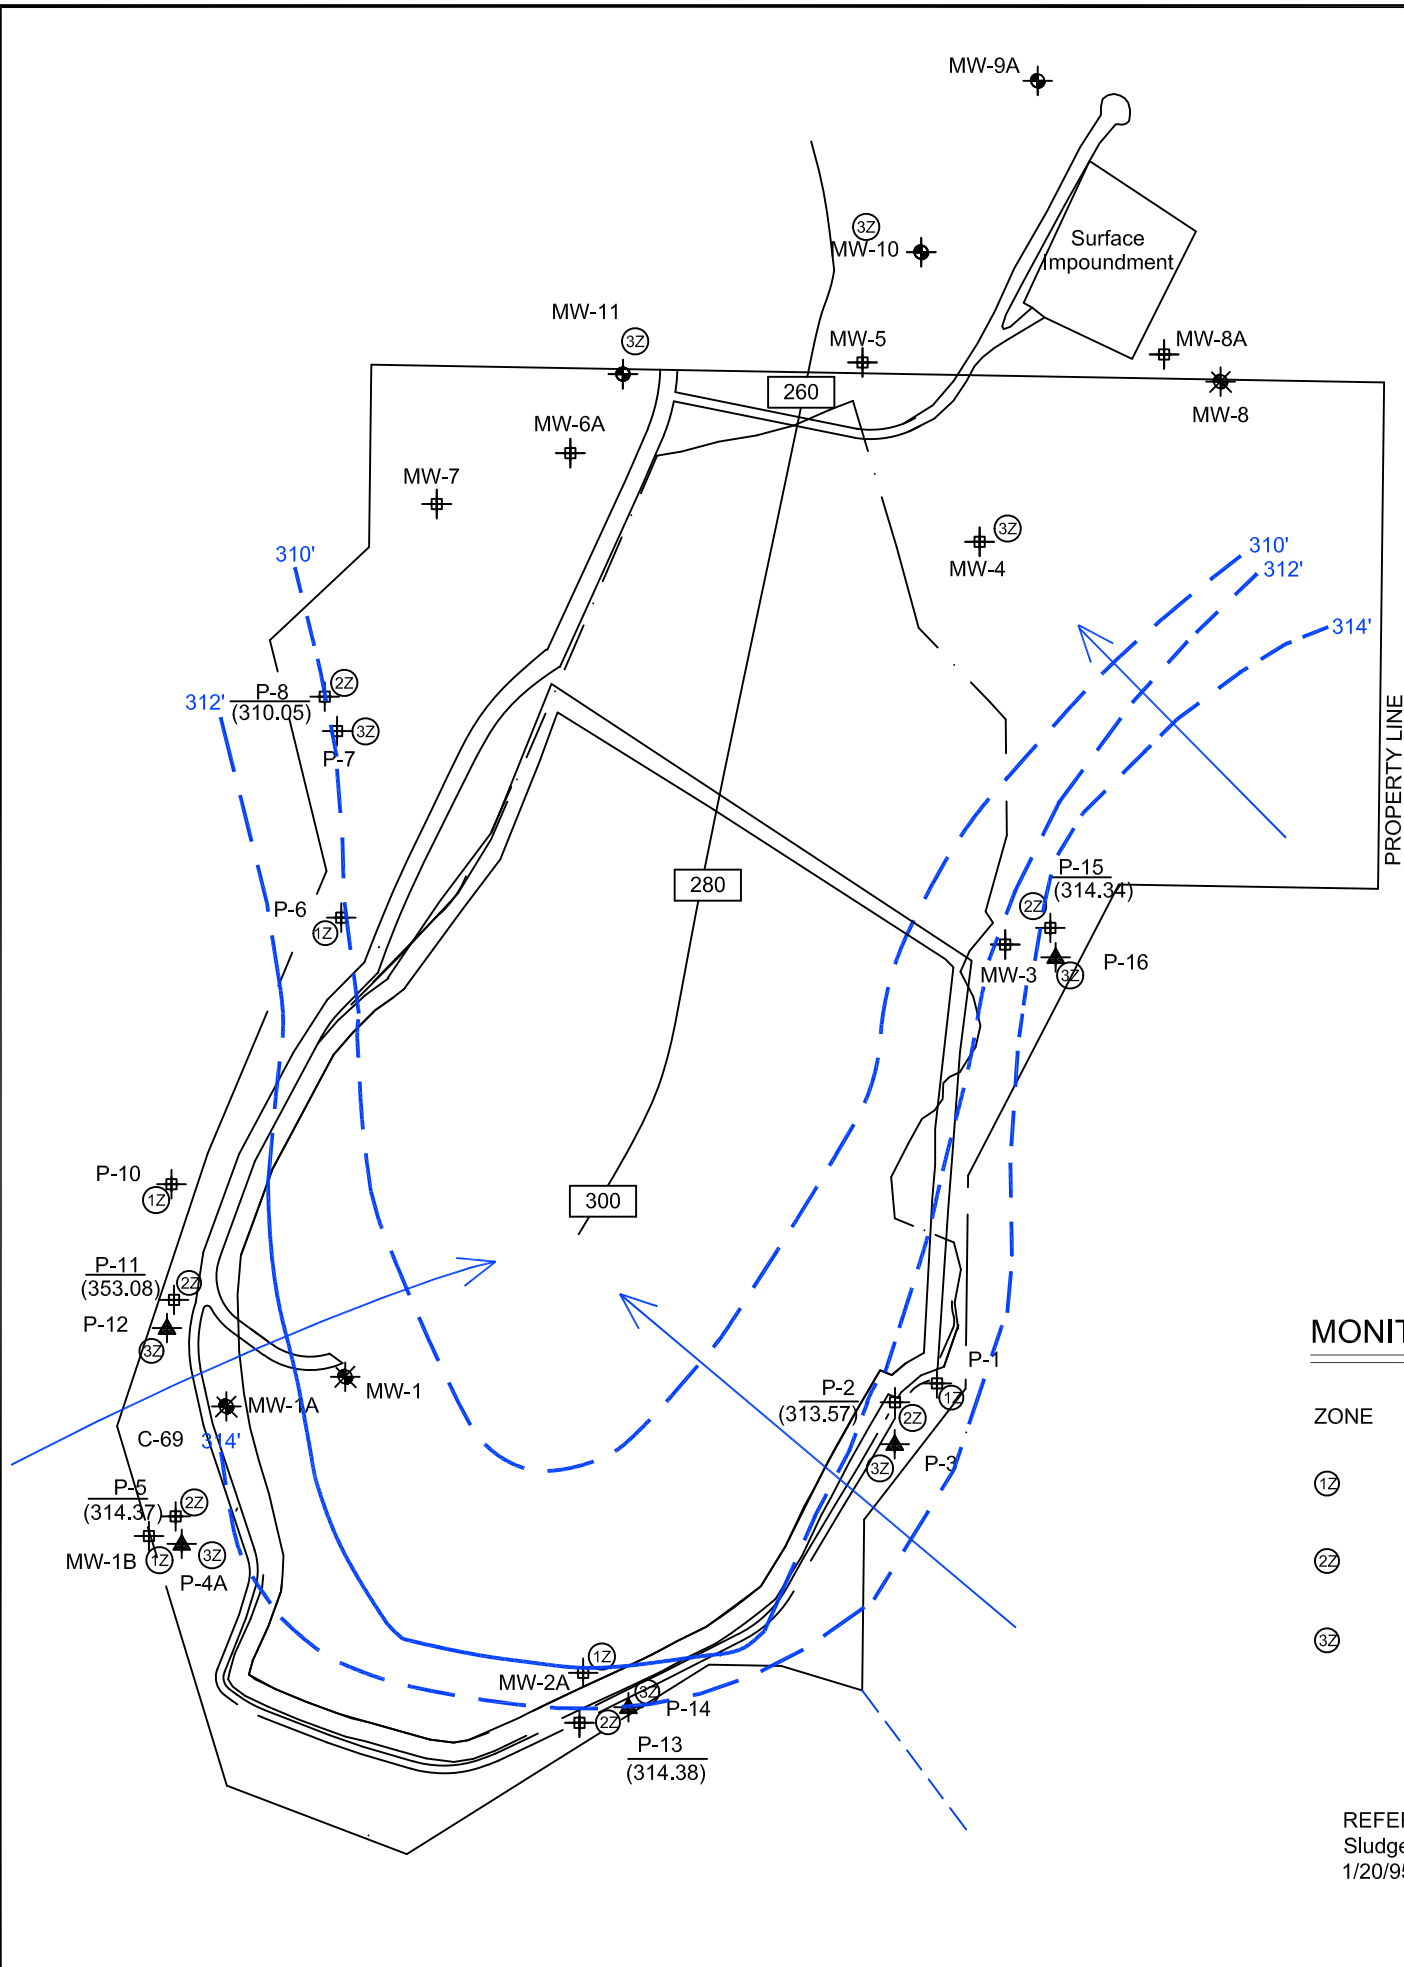 MW-9A
3Z
MW-10
Surface
Impoundment
MW-11
3Z
MW-5
MW-8A
260
MW-8
MW-6A
MW-7
3Z
MW-4
310'
310'
312'
314'
2Z
P-8
(310.05)
312'
3Z
P-7
PROPERTY LINE
280
P-15
(314.34)
2Z
P-6
1Z
MW-3
P-16
3Z
P-10
1Z
300
P-11
(353.08)
2Z
P-12
3Z
MONIT
P-1
MW-1
P-2
(313.57)
1Z
MW-1A
2Z
ZONE
C-69
314'
3Z
P-3
P-5
(314.37)
2Z
1Z
MW-1B
1Z
3Z
P-4A
2Z
3Z
1Z
MW-2A
3Z
P-14
2Z
P-13
(314.38)
Sludge